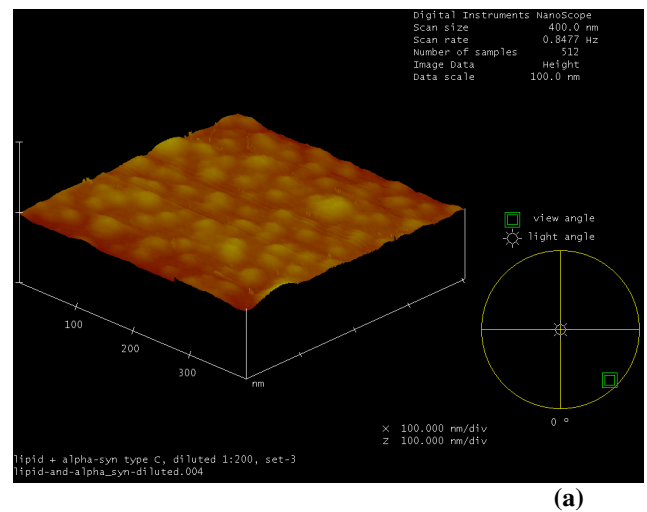 Digital Instruments NanoScope
Scan size 400.0 nm
Scan rate 0.8477 Hz
Number of samples 512
Image Data Height
Data scale 100.0 nm
view angle
light angle
100
200
300
nm
0 °
X 100.000 nm/div
Z 100.000 nm/div
lipid + alpha-syn type C, diluted 1:200, set-3
lipid-and-alpha_syn-diluted.004
(a)